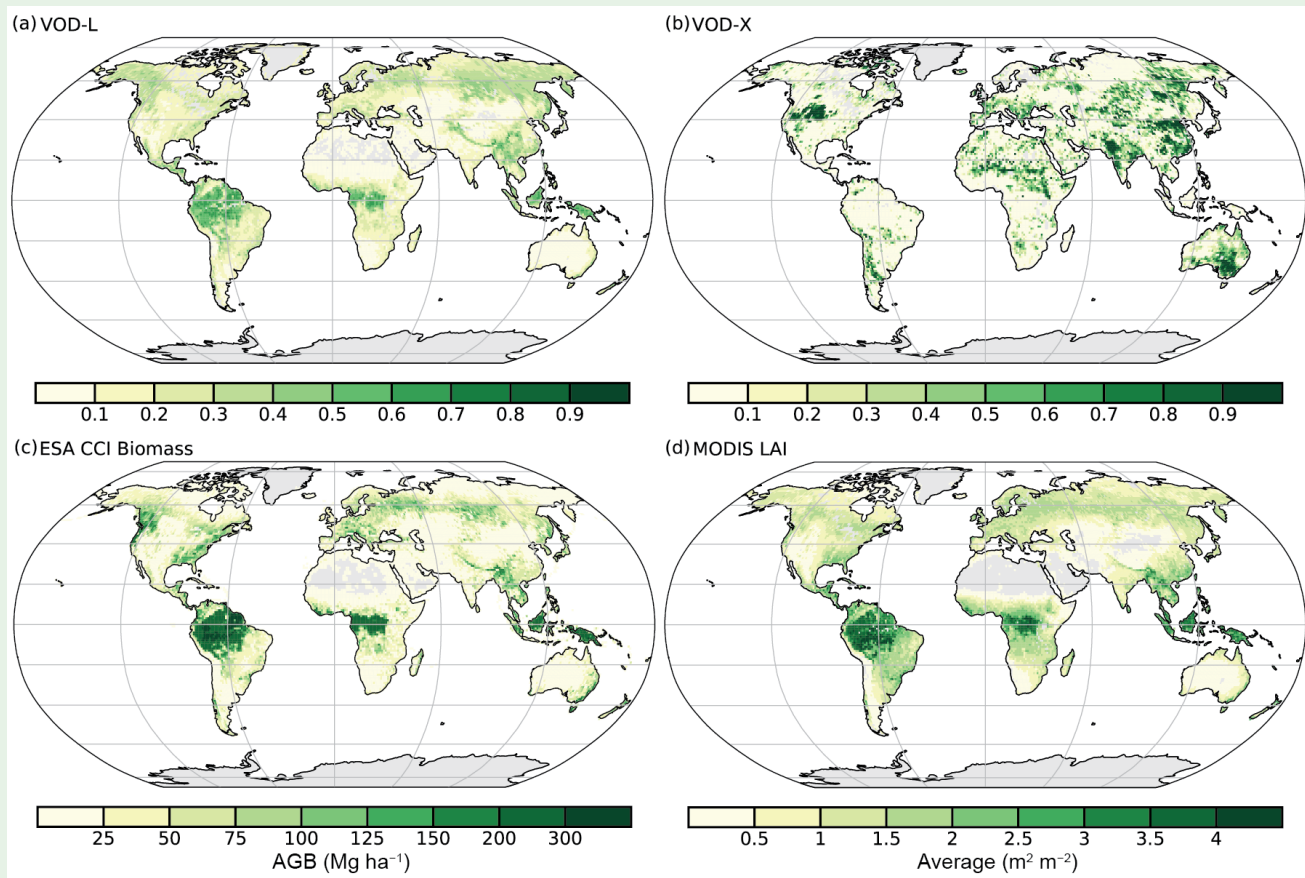 (a) VOD-L
(b) VOD-X
0.1 0.2 0.3 0.4 0.5 0.6 0.7 0.8 0.9
0.1 0.2 0.3 0.4 0.5 0.6 0.7 0.8 0.9
(c) ESA CCI Biomass
(d) MODIS LAI
25 50 75 100 125 150 200 300
AGB (Mg ha⁻¹)
0.5 1 1.5 2 2.5 3 3.5 4
Average (m² m⁻²)